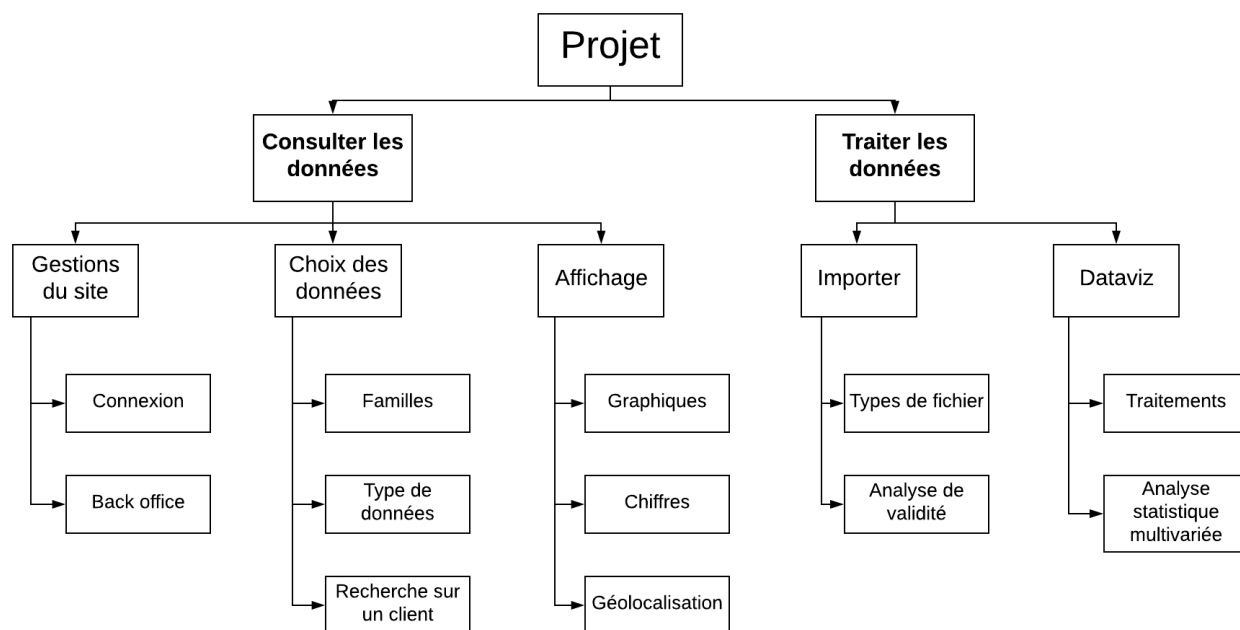 Projet
Consulter les
données
Traiter les
données
Gestions
du site
Choix des
données
Affichage
Importer
Dataviz
Connexion
Familles
Graphiques
Types de fichier
Traitements
Back office
Type de
données
Chiffres
Analyse de
validité
Analyse
statistique
multivariée
Recherche sur
un client
Géolocalisation